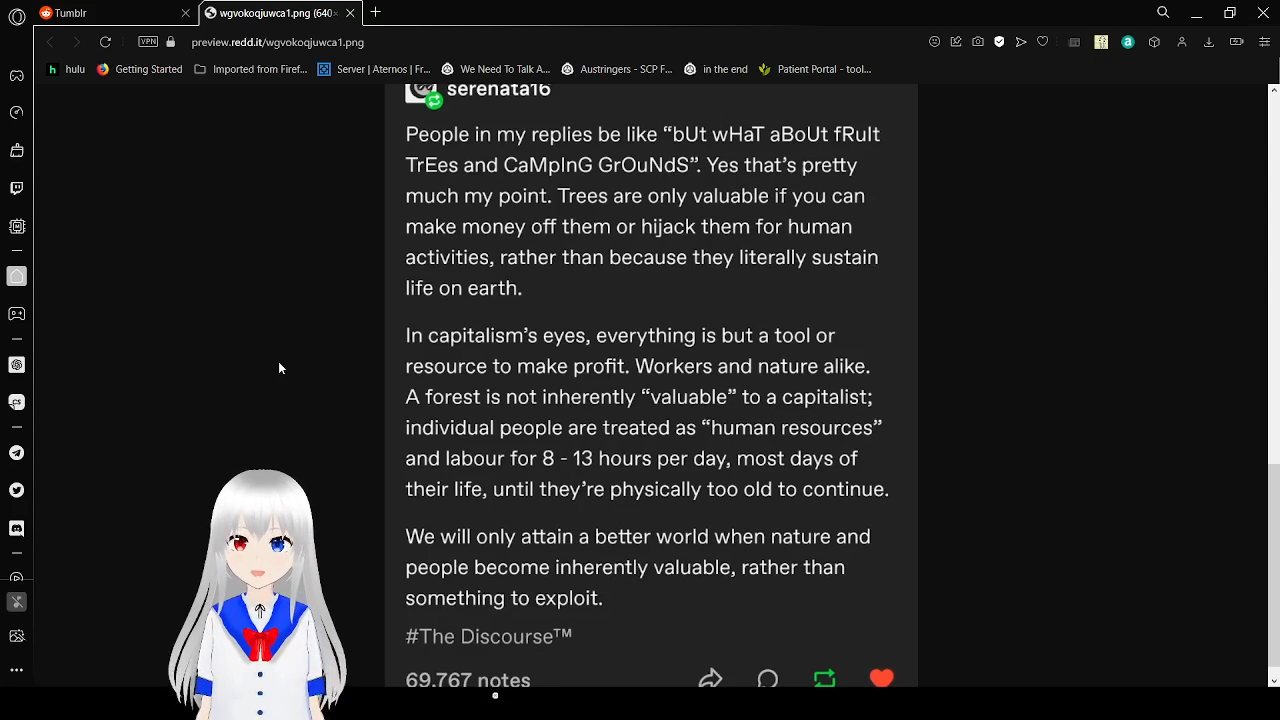 Tumblr
wgvokoqjuwca1.png (640×
VPN
preview.redd.it/wgvokoqjuwca1.png
a
h hulu
Getting Started
Imported from Firef...
Server | Aternos | Fr...
We Need To Talk A...
Austringers - SCP F...
in the end
Patient Portal - tool...
serenata16
People in my replies be like “bUt wHaT aBoUt fRuIt
TrEes and CaMpInG GrOuNdS”. Yes that’s pretty
much my point. Trees are only valuable if you can
make money off them or hijack them for human
activities, rather than because they literally sustain
life on earth.
In capitalism’s eyes, everything is but a tool or
resource to make profit. Workers and nature alike.
A forest is not inherently “valuable” to a capitalist;
individual people are treated as “human resources”
and labour for 8 - 13 hours per day, most days of
their life, until they’re physically too old to continue.
We will only attain a better world when nature and
people become inherently valuable, rather than
something to exploit.
#The Discourse™
69,767 notes